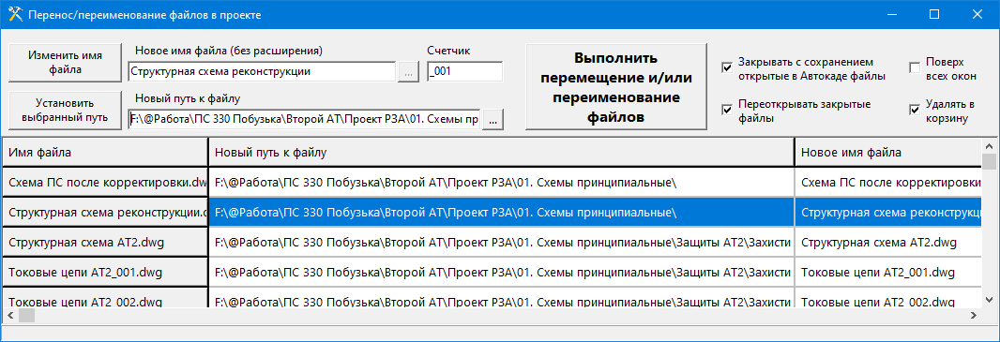 Перенос/переименование файлов в проекте
Изменить имя
файла
Новое имя файла (без расширения)
Счетчик
Структурная схема реконструкции
...
_001
Установить
выбранный путь
Новый путь к файлу
F:\@Работа\ПС 330 Побузька\Второй АТ\Проект РЗА\01. Схемы пр
...
Выполнить
перемещение и/или
переименование
файлов
Закрывать с сохранением
открытые в Автокаде файлы
Поверх
всех окон
Переоткрывать закрытые
файлы
Удалять в
корзину
Имя файла Новый путь к файлу Новое имя файла
Схема ПС после корректировки.dw F:\@Работа\ПС 330 Побузька\Второй АТ\Проект РЗА\01. Схемы принципиальные\ Схема ПС после корректировки
Структурная схема реконструкции.d F:\@Работа\ПС 330 Побузька\Второй АТ\Проект РЗА\01. Схемы принципиальные\ Структурная схема реконструкц
Структурная схема АТ2.dwg F:\@Работа\ПС 330 Побузька\Второй АТ\Проект РЗА\01. Схемы принципиальные\Защиты АТ2\Захисти Структурная схема АТ2.dwg
Токовые цепи АТ2_001.dwg F:\@Работа\ПС 330 Побузька\Второй АТ\Проект РЗА\01. Схемы принципиальные\Защиты АТ2\Захисти Токовые цепи АТ2_001.dwg
Токовые цепи АТ2_002.dwg F:\@Работа\ПС 330 Побузька\Второй АТ\Проект РЗА\01. Схемы принципиальные\Защиты АТ2\Захисти Токовые цепи АТ2_002.dwg